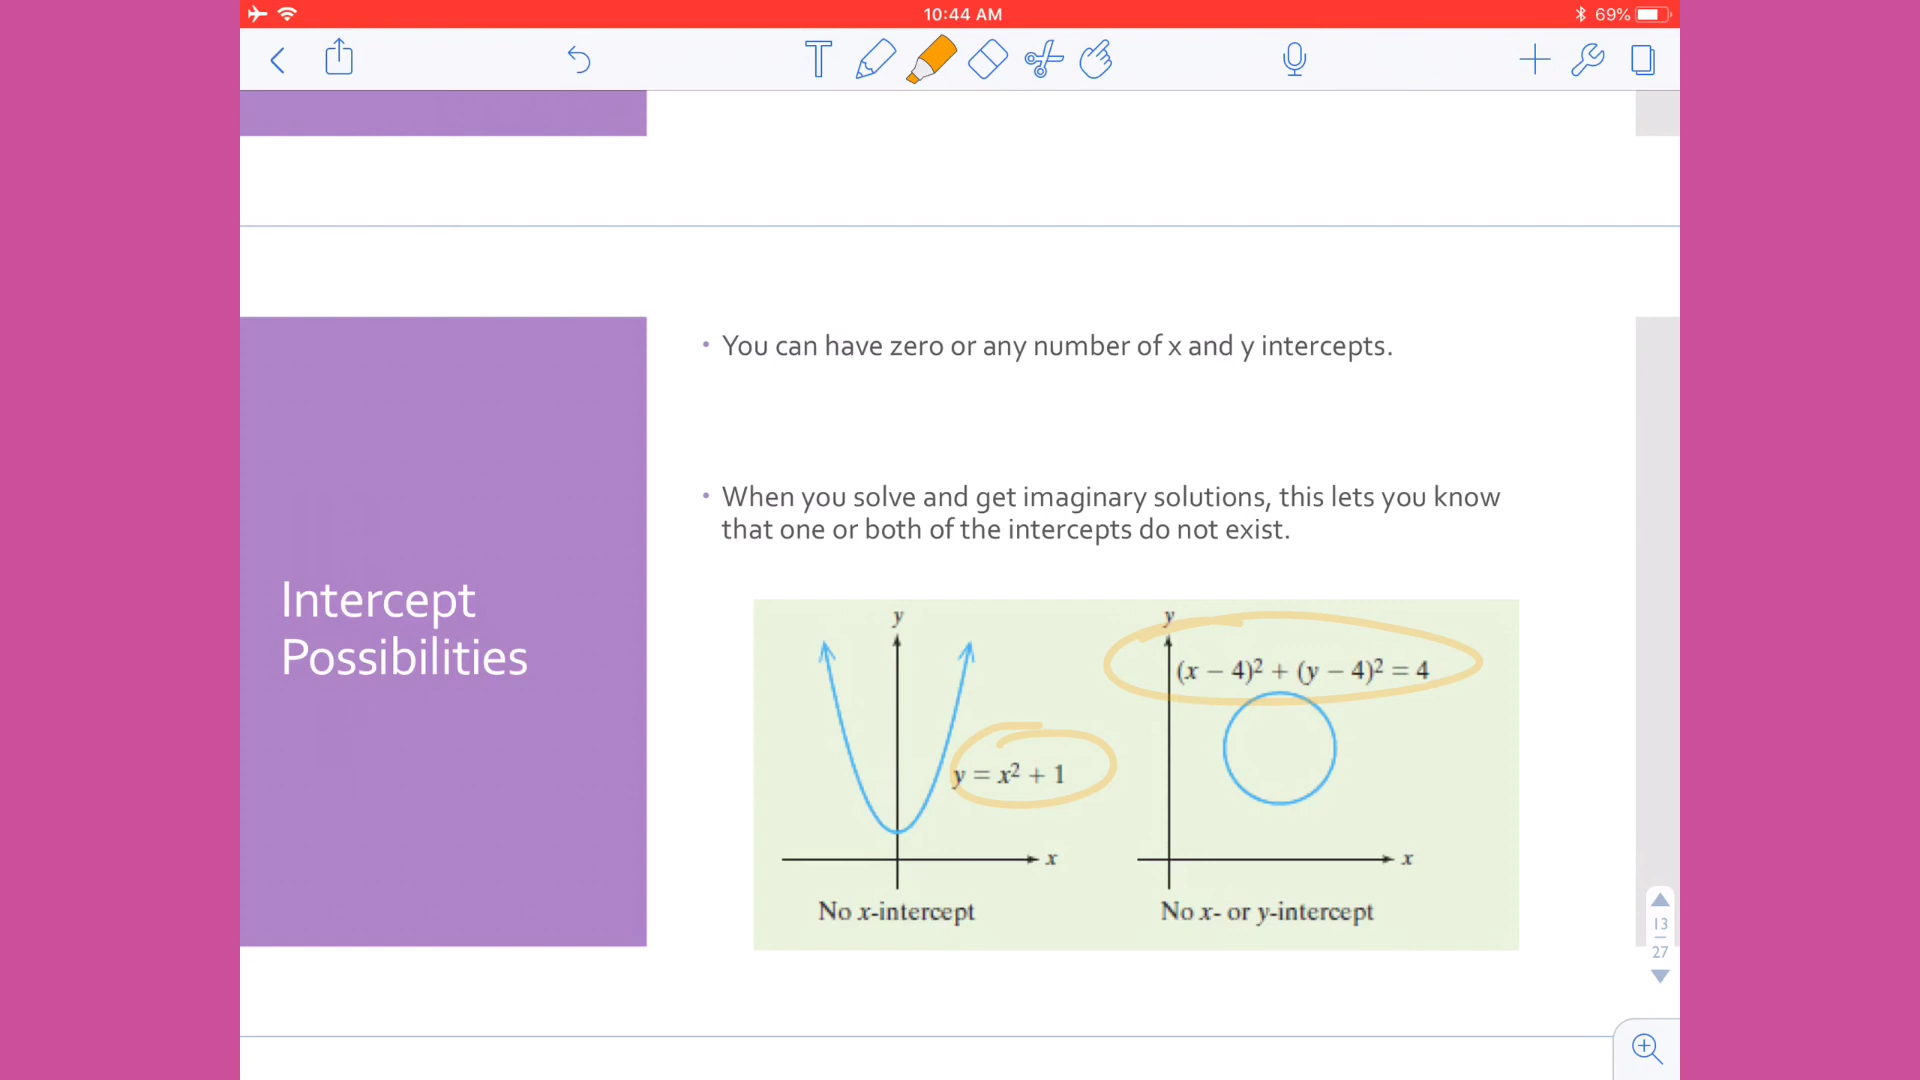 10:44 AM
69%
T
• You can have zero or any number of x and y intercepts.
• When you solve and get imaginary solutions, this lets you know
that one or both of the intercepts do not exist.
Intercept
Possibilities
y
y = x² + 1
x
No x-intercept
y
(x – 4)² + (y – 4)² = 4
x
No x- or y-intercept
13
27